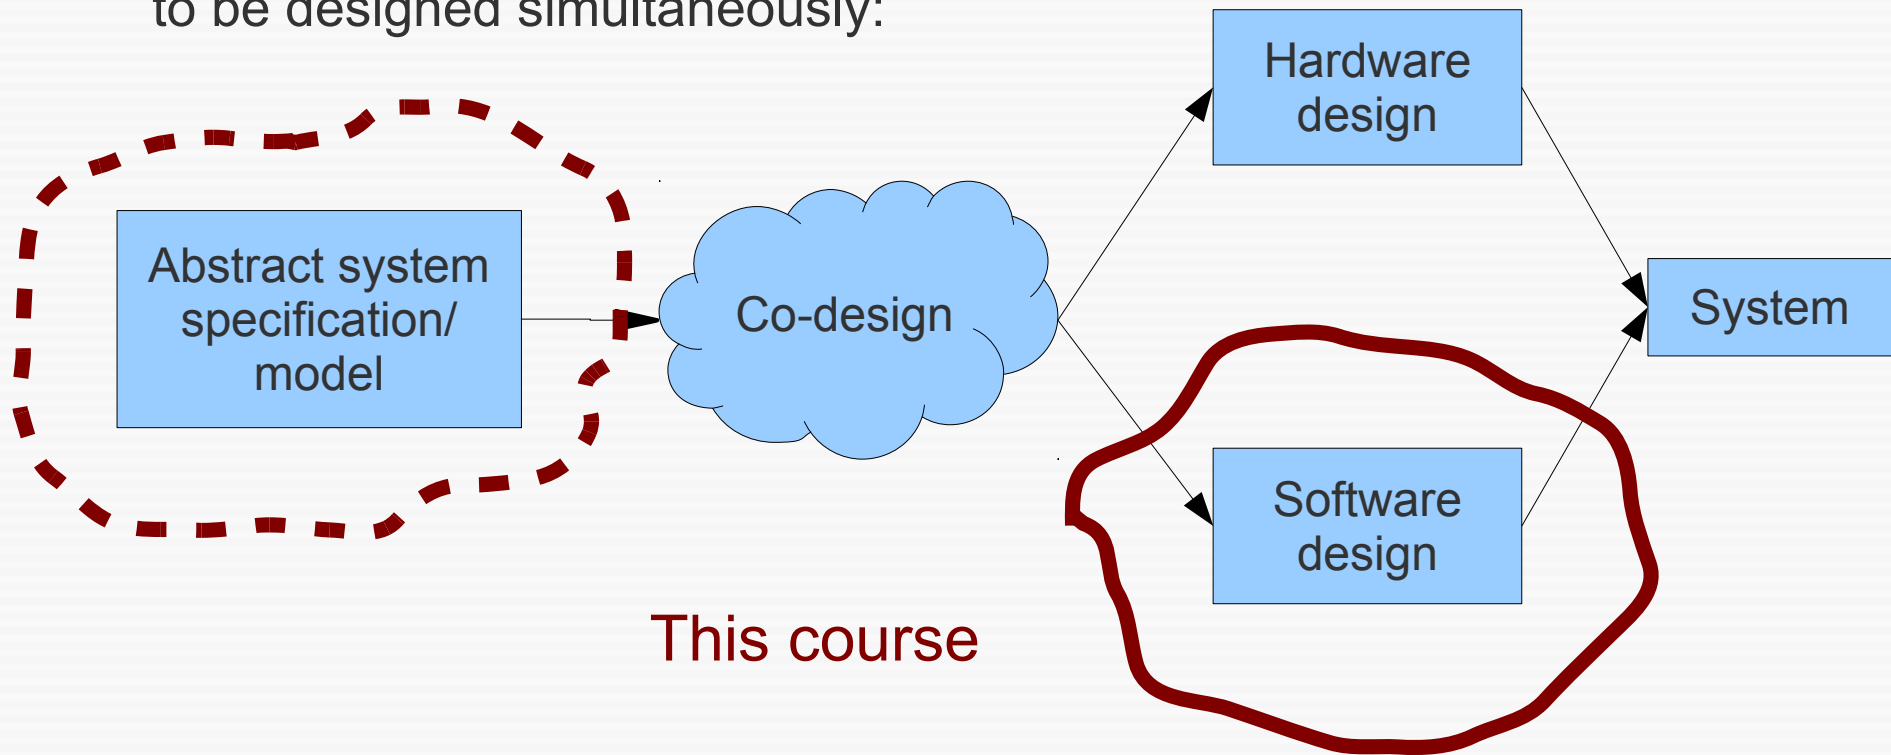 to be designed simultaneously:
Hardware
design
Abstract system
specification/
model
Co-design
System
Software
design
This course